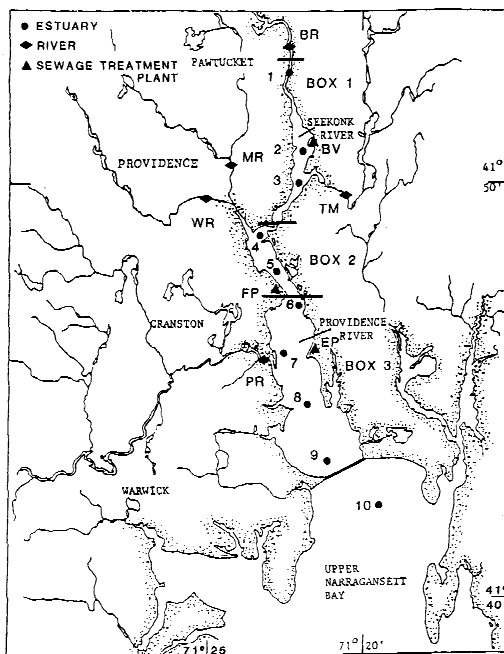 ESTUARY
RIVER
SEWAGE TREATMENT
PLANT
BR
PAWTUCKET
1
BOX 1
SEEKONK
RIVER
2
BV
PROVIDENCE
MR
41°
50'
3
WR
TM
4
BOX 2
5
FP
6
CRANSTON
PROVIDENCE
RIVER
EP
7
BOX 3
PR
8
9
WARWICK
10
UPPER
NARRAGANSETT
BAY
41°
40'
71° 25
71° 20'